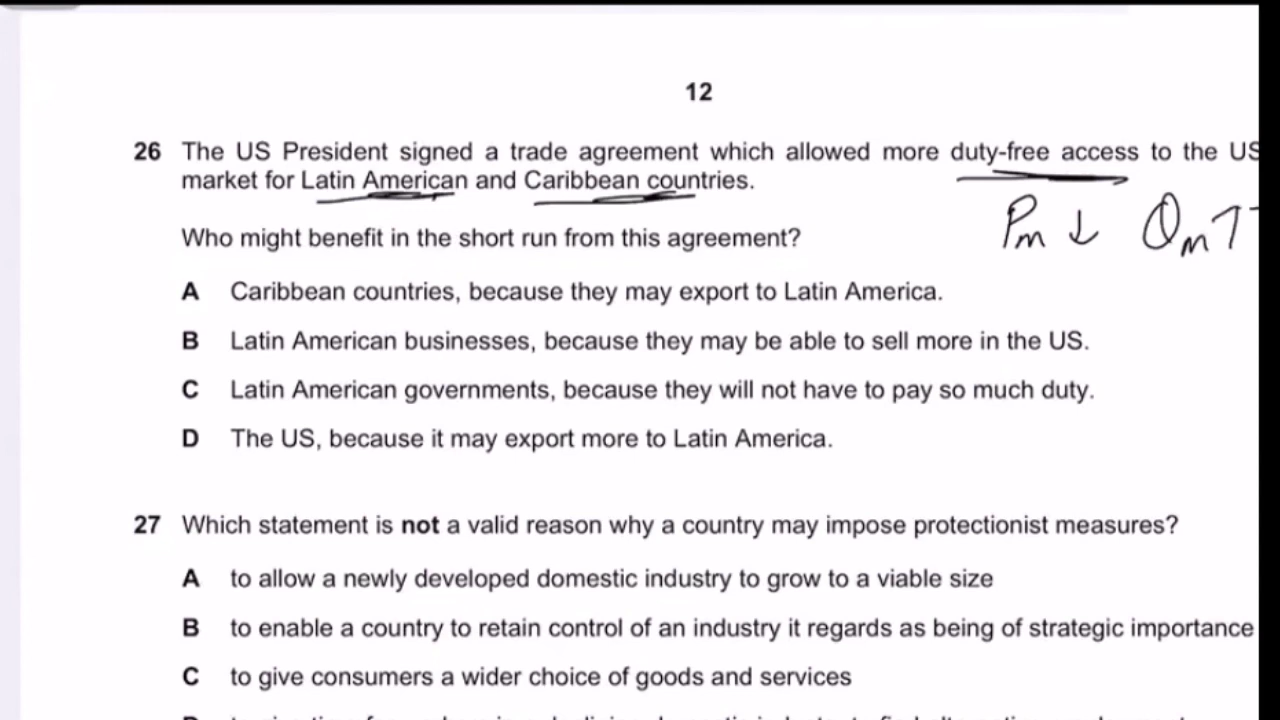 12
26 The US President signed a trade agreement which allowed more duty-free access to the US
market for Latin American and Caribbean countries.
Pm ↓ Qm ↑
Who might benefit in the short run from this agreement?
A Caribbean countries, because they may export to Latin America.
B Latin American businesses, because they may be able to sell more in the US.
C Latin American governments, because they will not have to pay so much duty.
D The US, because it may export more to Latin America.
27 Which statement is not a valid reason why a country may impose protectionist measures?
A to allow a newly developed domestic industry to grow to a viable size
B to enable a country to retain control of an industry it regards as being of strategic importance
C to give consumers a wider choice of goods and services